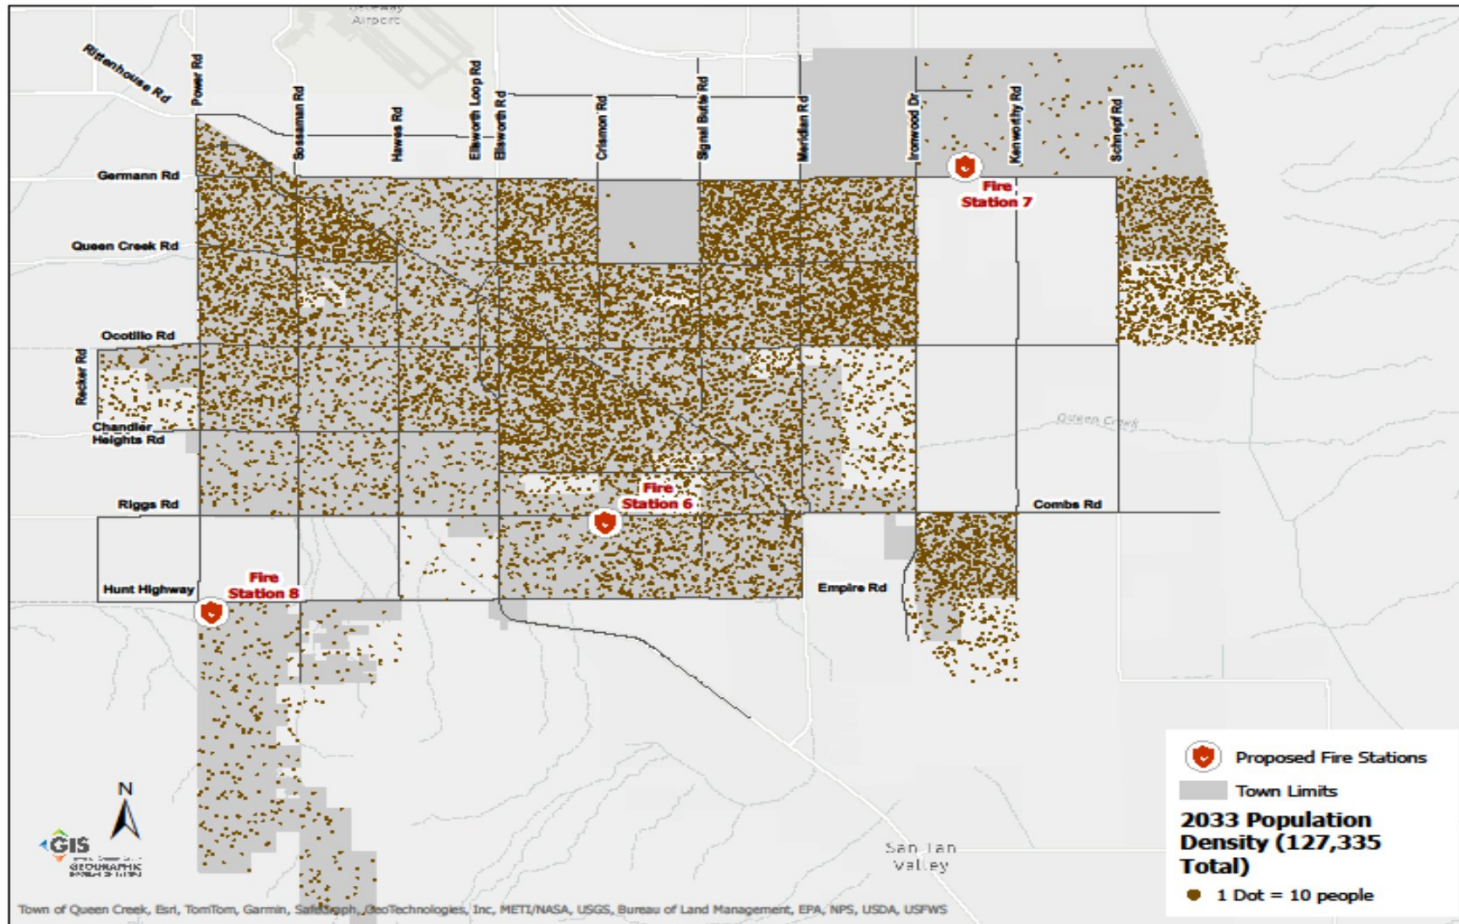 Gateway
Airport
Rittenhouse Rd
Power Rd
Sossaman Rd
Hawes Rd
Ellsworth Loop Rd
Ellsworth Rd
Crismon Rd
Signal Butte Rd
Meridian Rd
Ironwood Dr
Kenworthy Rd
Schnepf Rd
Germann Rd
Fire
Station 7
Queen Creek Rd
Ocotillo Rd
Recker Rd
Chandler
Heights Rd
Queen Creek
Riggs Rd
Fire
Station 6
Combs Rd
Hunt Highway
Fire
Station 8
Empire Rd
N
GIS
GEOGRAPHIC
San Tan
Valley
Proposed Fire Stations
Town Limits
2033 Population
Density (127,335
Total)
1 Dot = 10 people
Town of Queen Creek, Esri, TomTom, Garmin, SafeGraph, GeoTechnologies, Inc, METI/NASA, USGS, Bureau of Land Management, EPA, NPS, USDA, USFWS